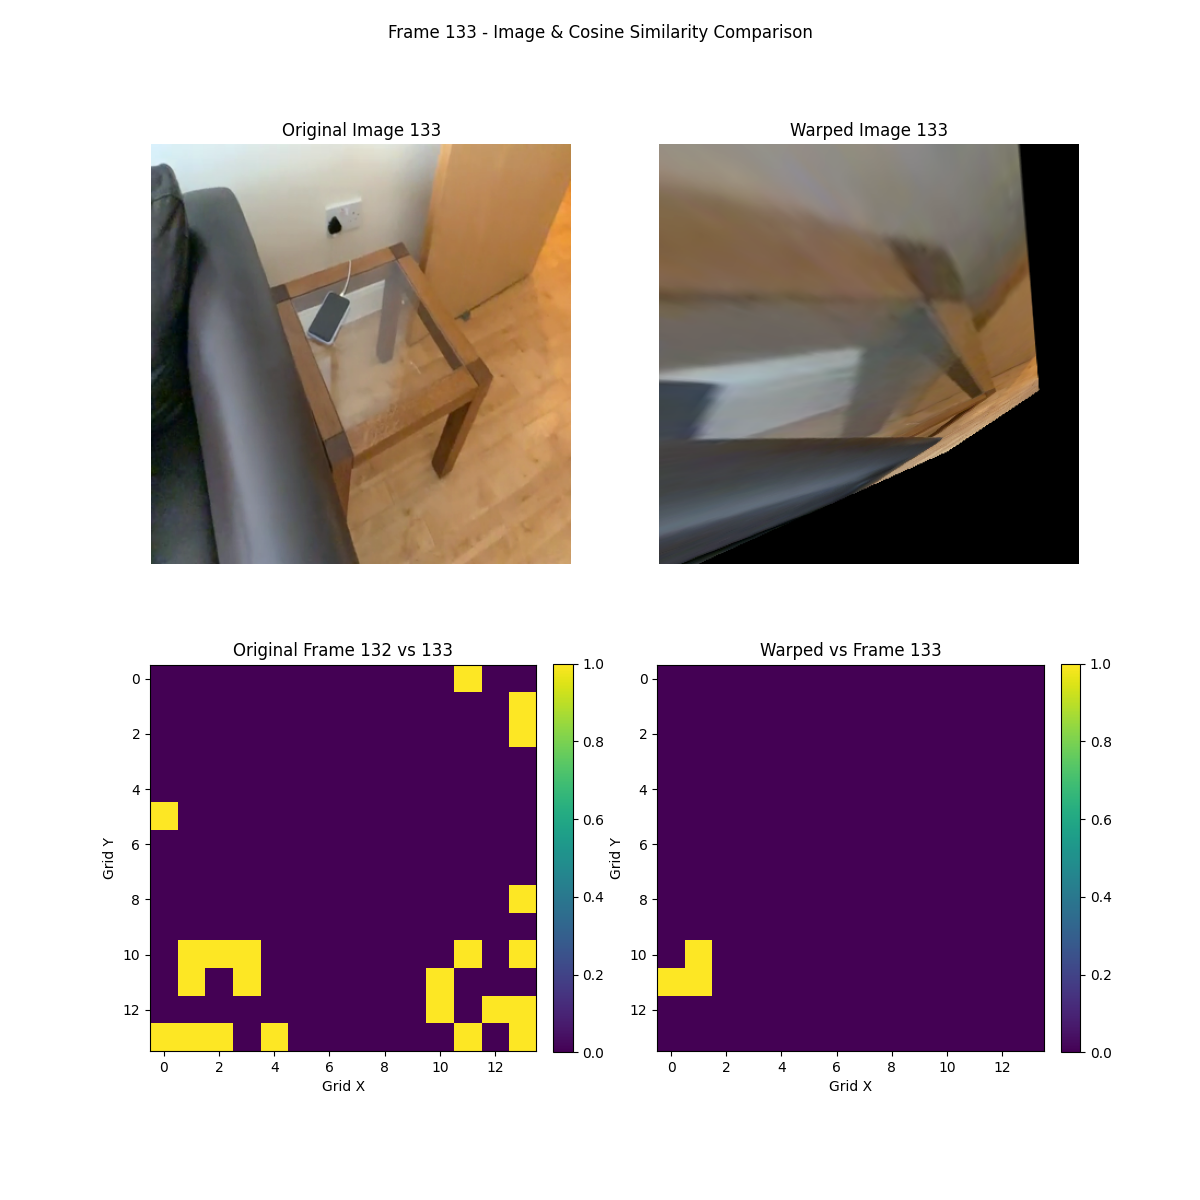 Frame 133 - Image & Cosine Similarity Comparison
Original Image 133
Warped Image 133
Original Frame 132 vs 133
Warped vs Frame 133
Grid Y
0
2
4
6
8
10
12
0 2 4 6 8 10 12
Grid X
1.0
0.8
0.6
0.4
0.2
0.0
Grid Y
0
2
4
6
8
10
12
0 2 4 6 8 10 12
Grid X
1.0
0.8
0.6
0.4
0.2
0.0